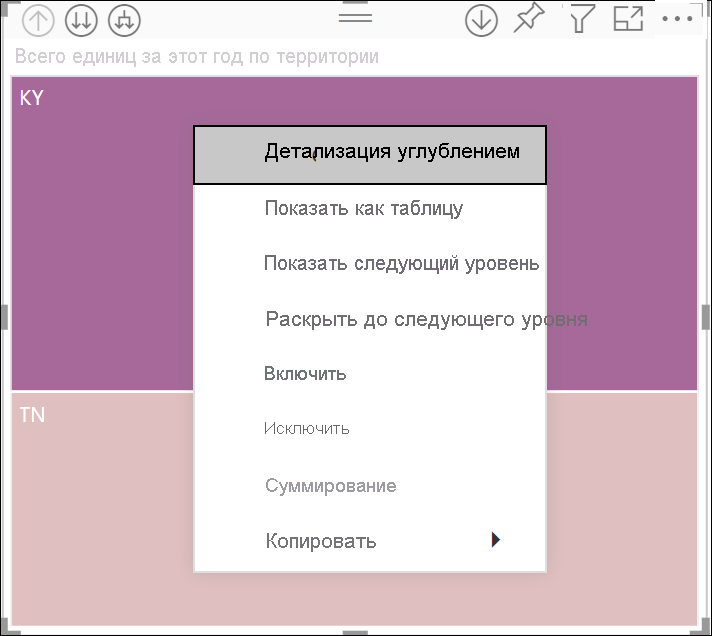 Всего единиц за этот год по территории
KY
Детализация углублением
Показать как таблицу
Показать следующий уровень
Раскрыть до следующего уровня
Включить
Исключить
TN
Суммирование
Копировать